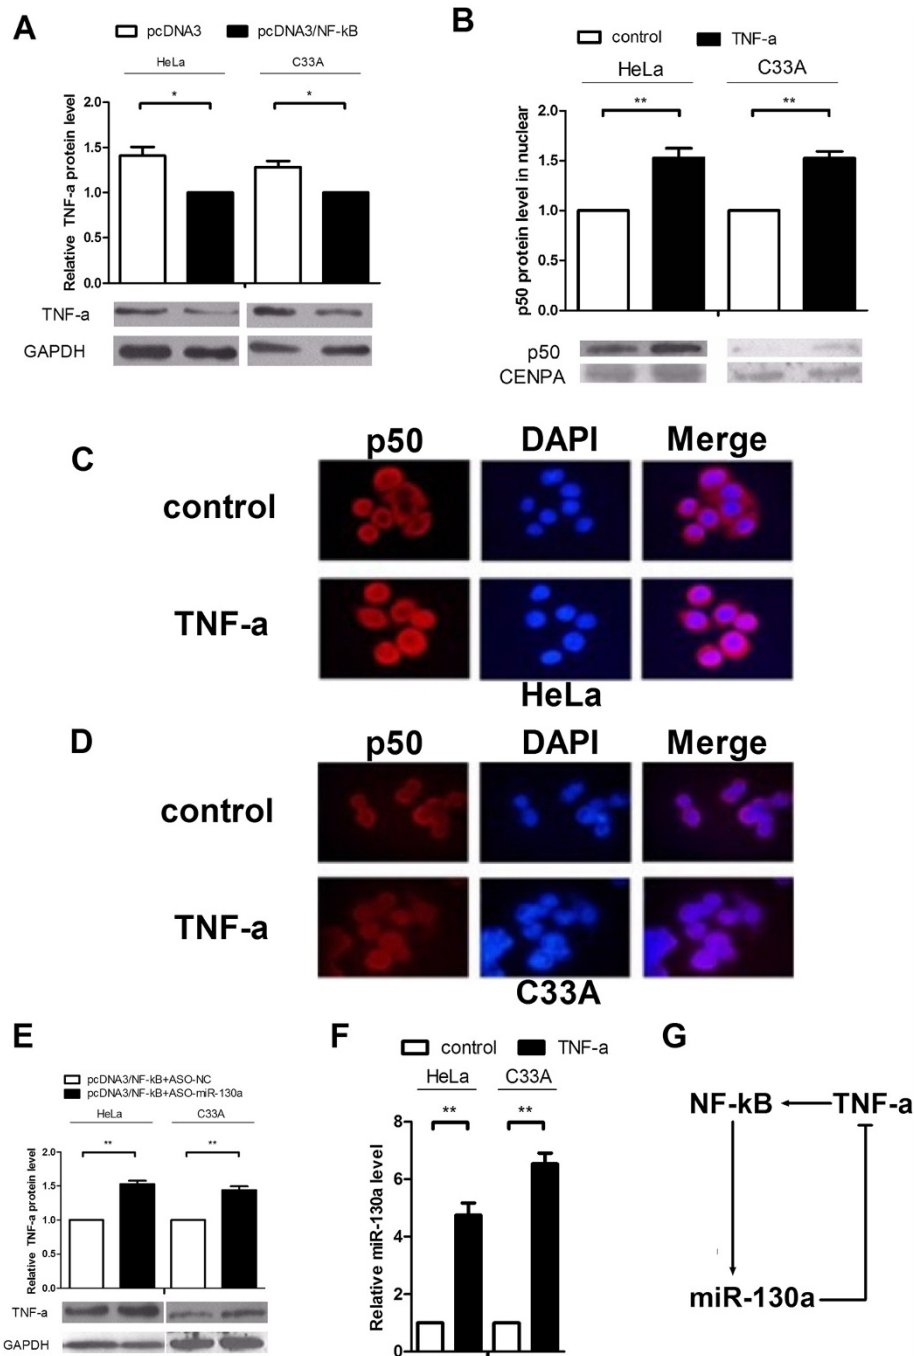 A
pcDNA3 pcDNA3/NF-kB
HeLa C33A
* *
Relative TNF-a protein level
2.0
1.5
1.0
0.5
0.0
TNF-a
GAPDH
B
control TNF-a
HeLa C33A
** **
p50 protein level in nuclear
2.0
1.5
1.0
0.5
0.0
p50
CENPA
C
p50 DAPI Merge
control
TNF-a
HeLa
D
p50 DAPI Merge
control
TNF-a
C33A
E
pcDNA3/NF-kB+ASO-NC
pcDNA3/NF-kB+ASO-miR-130a
HeLa C33A
** **
Relative TNF-a protein level
2.0
1.5
1.0
0.5
0.0
TNF-a
GAPDH
F
control TNF-a
HeLa C33A
** **
Relative miR-130a level
8
6
4
2
0
G
NF-kB TNF-a
miR-130a